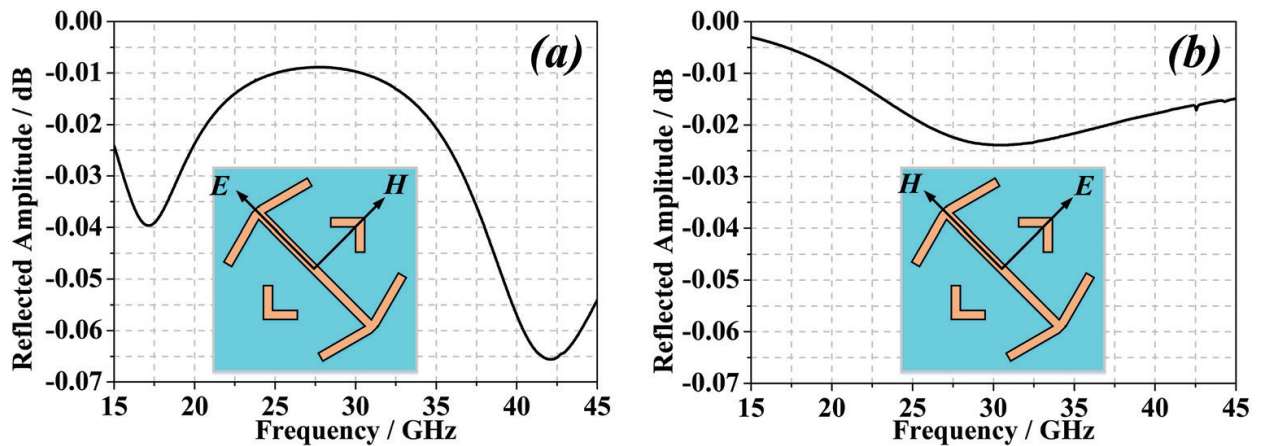 (a)
Reflected Amplitude / dB
0.00
-0.01
-0.02
-0.03
-0.04
-0.05
-0.06
-0.07
E
H
15 20 25 30 35 40 45
Frequency / GHz
(b)
Reflected Amplitude / dB
0.00
-0.01
-0.02
-0.03
-0.04
-0.05
-0.06
-0.07
H
E
15 20 25 30 35 40 45
Frequency / GHz